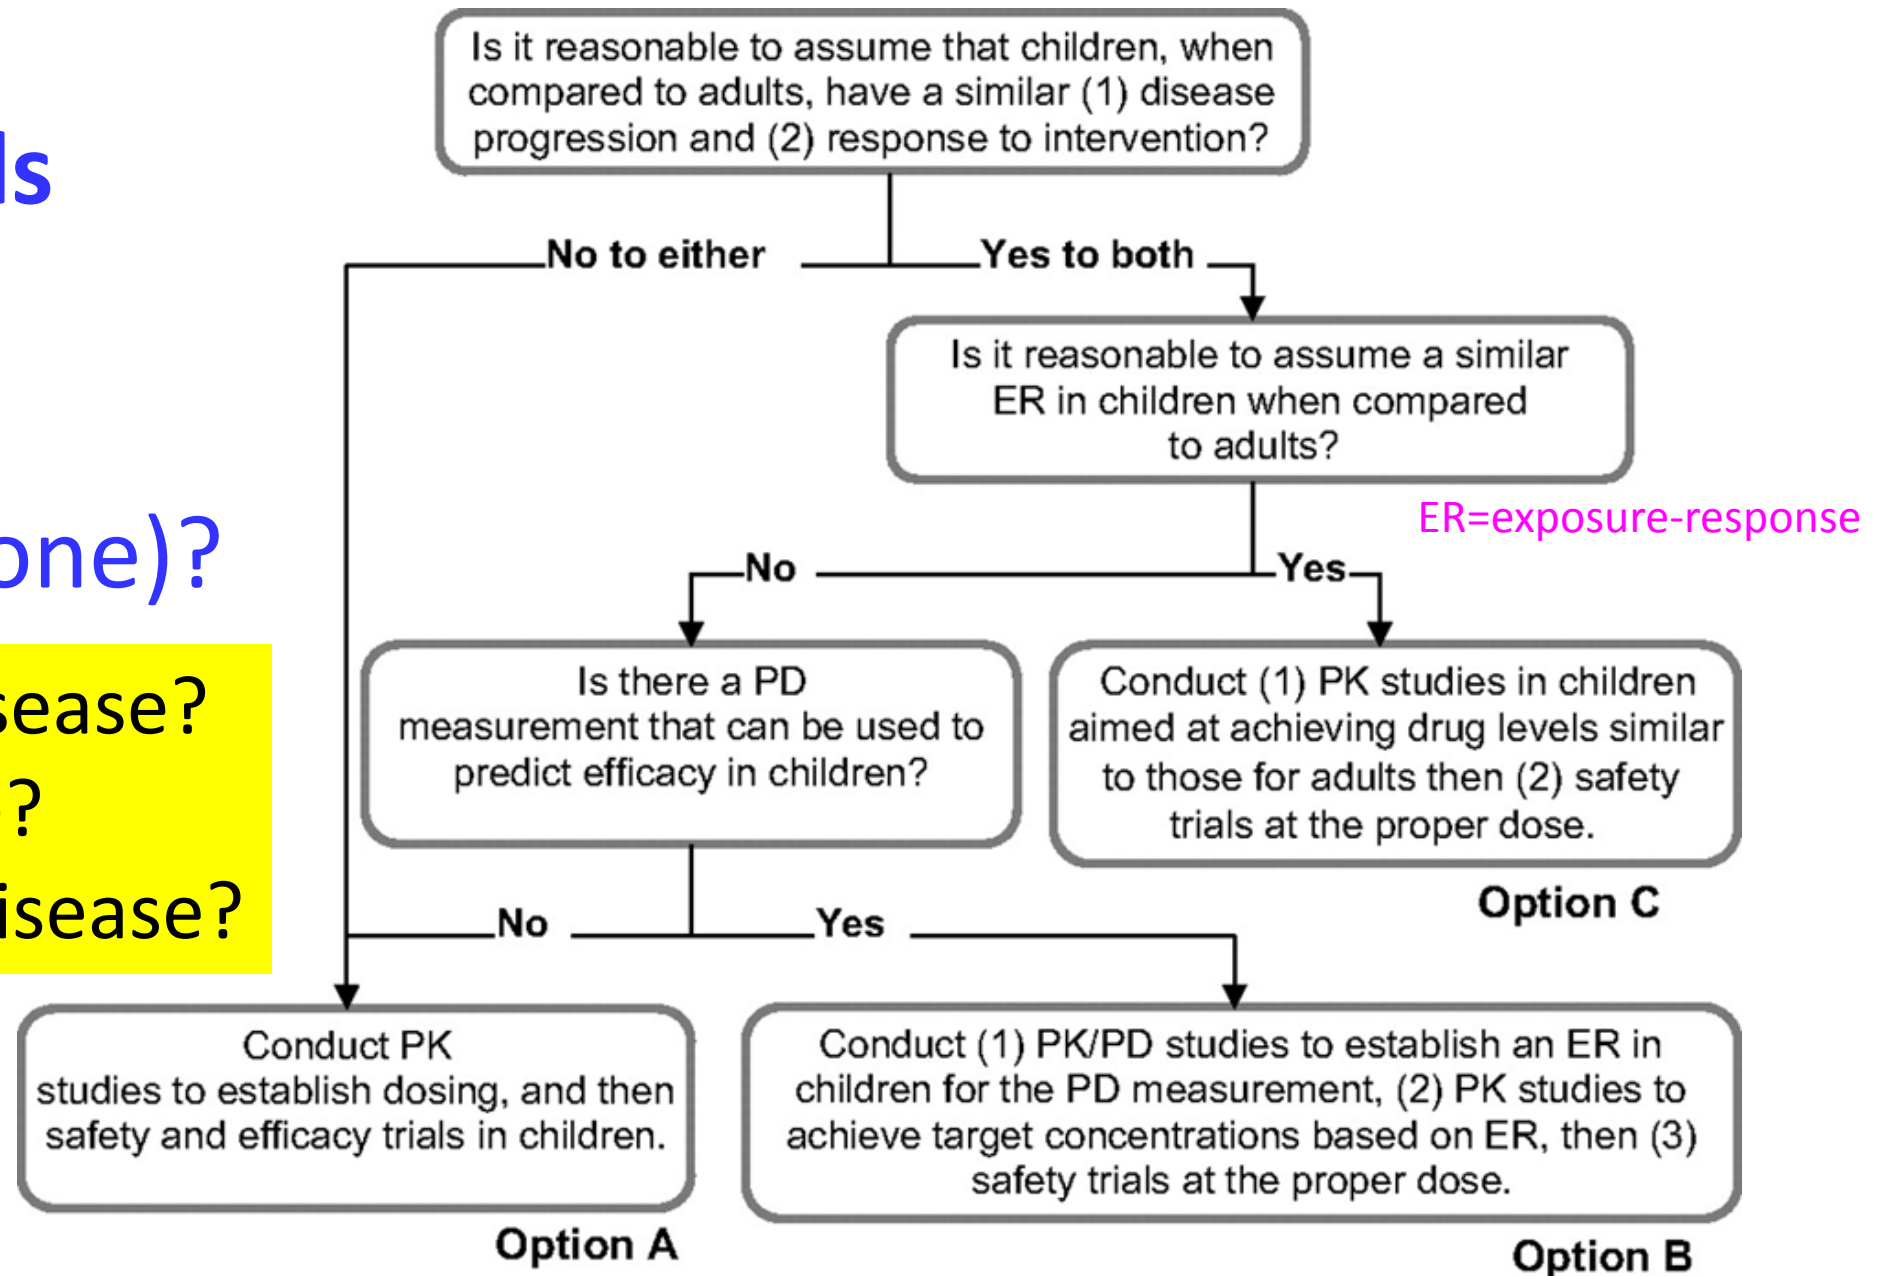 ls
one)?
sease?
?
isease?
Is it reasonable to assume that children, when
compared to adults, have a similar (1) disease
progression and (2) response to intervention?
No to either
Yes to both
Is it reasonable to assume a similar
ER in children when compared
to adults?
ER=exposure-response
No
Yes
Is there a PD
measurement that can be used to
predict efficacy in children?
Conduct (1) PK studies in children
aimed at achieving drug levels similar
to those for adults then (2) safety
trials at the proper dose.
Option C
No
Yes
Conduct PK
studies to establish dosing, and then
safety and efficacy trials in children.
Option A
Conduct (1) PK/PD studies to establish an ER in
children for the PD measurement, (2) PK studies to
achieve target concentrations based on ER, then (3)
safety trials at the proper dose.
Option B